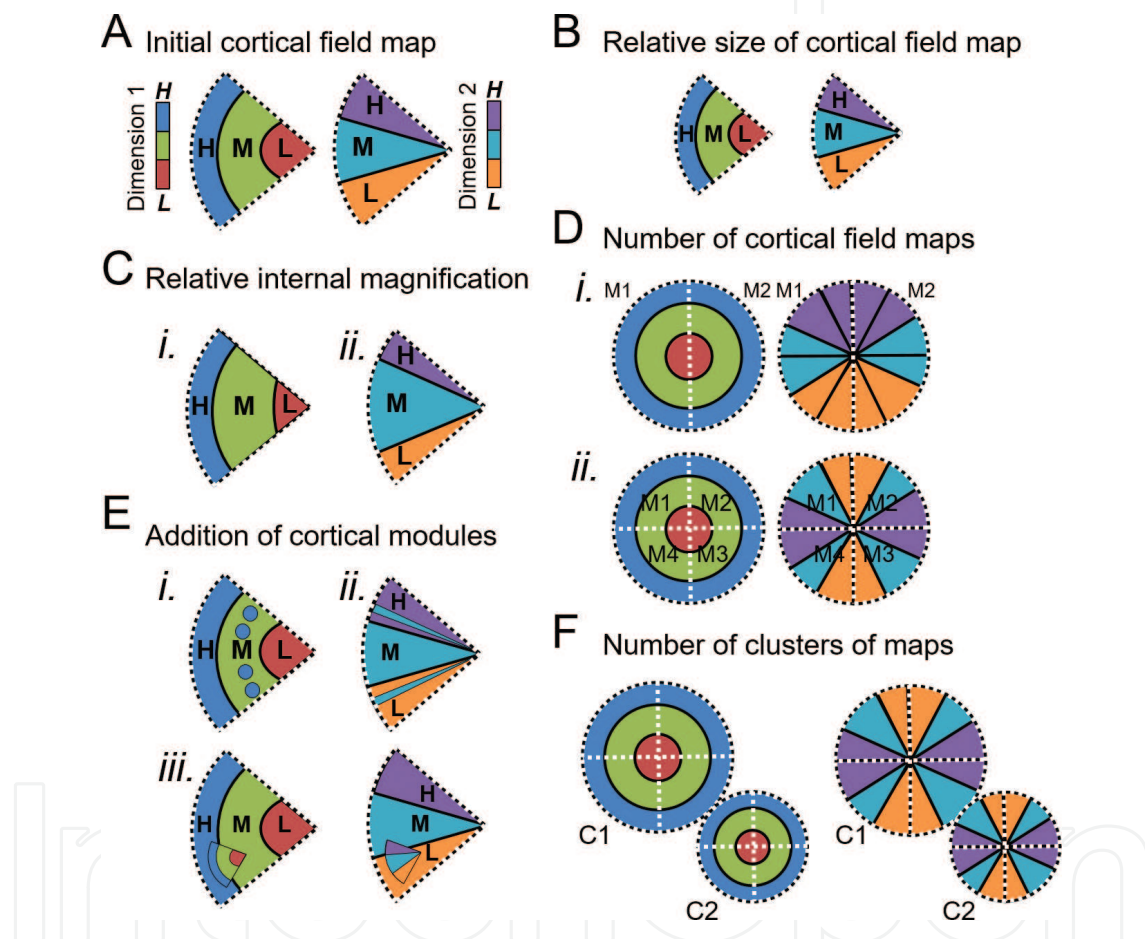 A Initial cortical field map
Dimension 1
H
L
H M L
H
M
L
Dimension 2
H
L
B Relative size of cortical field map
H M L
H
M
L
C Relative internal magnification
i.
H M L
ii.
H
M
L
D Number of cortical field maps
i.
M1 M2
M1 M2
ii.
M1 M2
M4 M3
M1 M2
M4 M3
E Addition of cortical modules
i.
H M L
ii.
H
M
L
iii.
H M L
H
M
L
F Number of clusters of maps
C1
C2
C1
C2